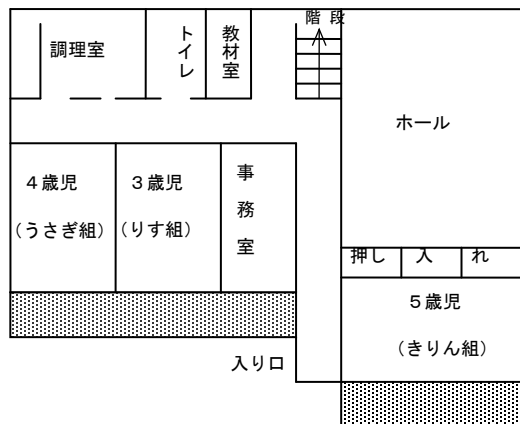 階段
調理室
トイレ
教材室
ホール
4歳児
(うさぎ組)
3歳児
(りす組)
事務室
押し入れ
5歳児
(きりん組)
入り口